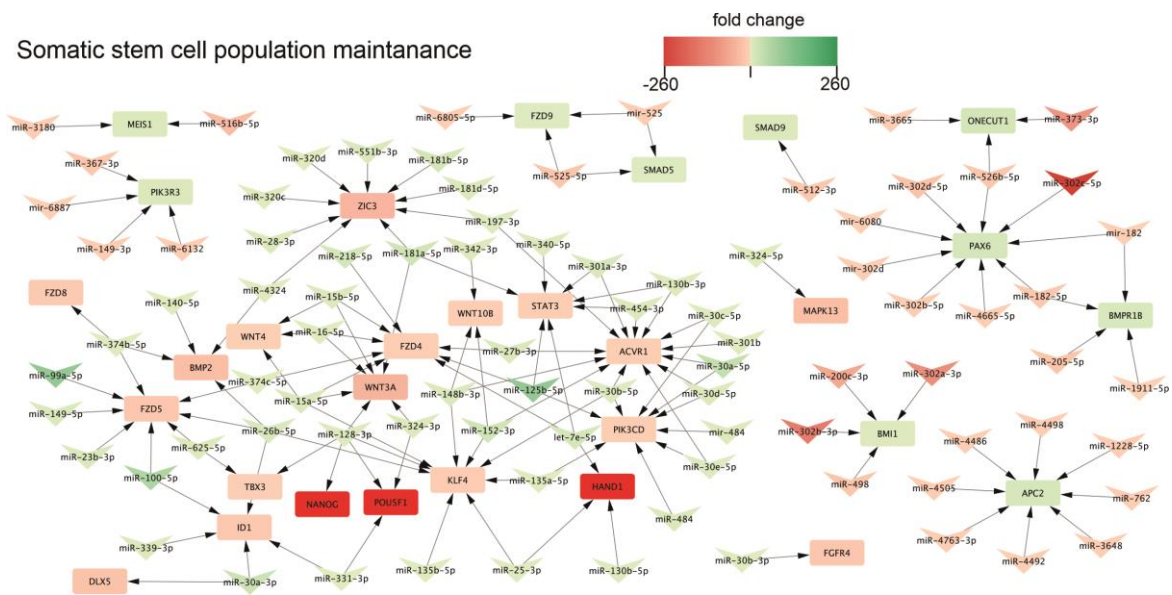 fold change
Somatic stem cell population maintanance
-260
260
miR-3180
MEIS1
miR-516b-5p
miR-6805-5p
FZD9
mir-525
SMAD9
miR-3665
ONECUT1
miR-373-3p
miR-367-3p
miR-320d
miR-551b-3p
miR-181b-5p
miR-525-5p
SMAD5
miR-512-3p
miR-302d-5p
miR-526b-5p
miR-302c-5p
PIK3R3
mir-6887
miR-320c
ZIC3
miR-181d-5p
miR-197-3p
mir-6080
mir-182
miR-149-3p
miR-6132
miR-28-3p
miR-218-5p
miR-181a-5p
miR-342-3p
miR-340-5p
miR-301a-3p
miR-324-5p
PAX6
mir-302d
FZD8
miR-140-5p
miR-4324
miR-15b-5p
miR-130b-3p
miR-302b-5p
miR-4665-5p
miR-182-5p
WNT10B
STAT3
miR-454-3p
miR-30c-5p
MAPK13
BMPR1B
miR-374b-5p
WNT4
miR-16-5p
FZD4
miR-27b-3p
ACVR1
miR-301b
miR-205-5p
BMP2
miR-99a-5p
miR-374c-5p
WNT3A
miR-30a-5p
miR-200c-3p
miR-302a-3p
miR-1911-5p
miR-149-5p
FZD5
miR-15a-5p
miR-148b-3p
miR-125b-5p
miR-30b-5p
miR-30d-5p
miR-23b-3p
miR-625-5p
miR-26b-5p
miR-128-3p
miR-324-3p
miR-152-3p
let-7e-5p
PIK3CD
mir-484
miR-302b-3p
BMI1
miR-4486
miR-4498
miR-1228-5p
miR-100-5p
TBX3
NANOG
POU5F1
KLF4
miR-135a-5p
HAND1
miR-30e-5p
miR-498
miR-4505
APC2
miR-762
ID1
miR-484
miR-4763-3p
miR-3648
miR-339-3p
miR-4492
DLX5
miR-30a-3p
miR-331-3p
miR-135b-5p
miR-25-3p
miR-130b-5p
miR-30b-3p
FGFR4